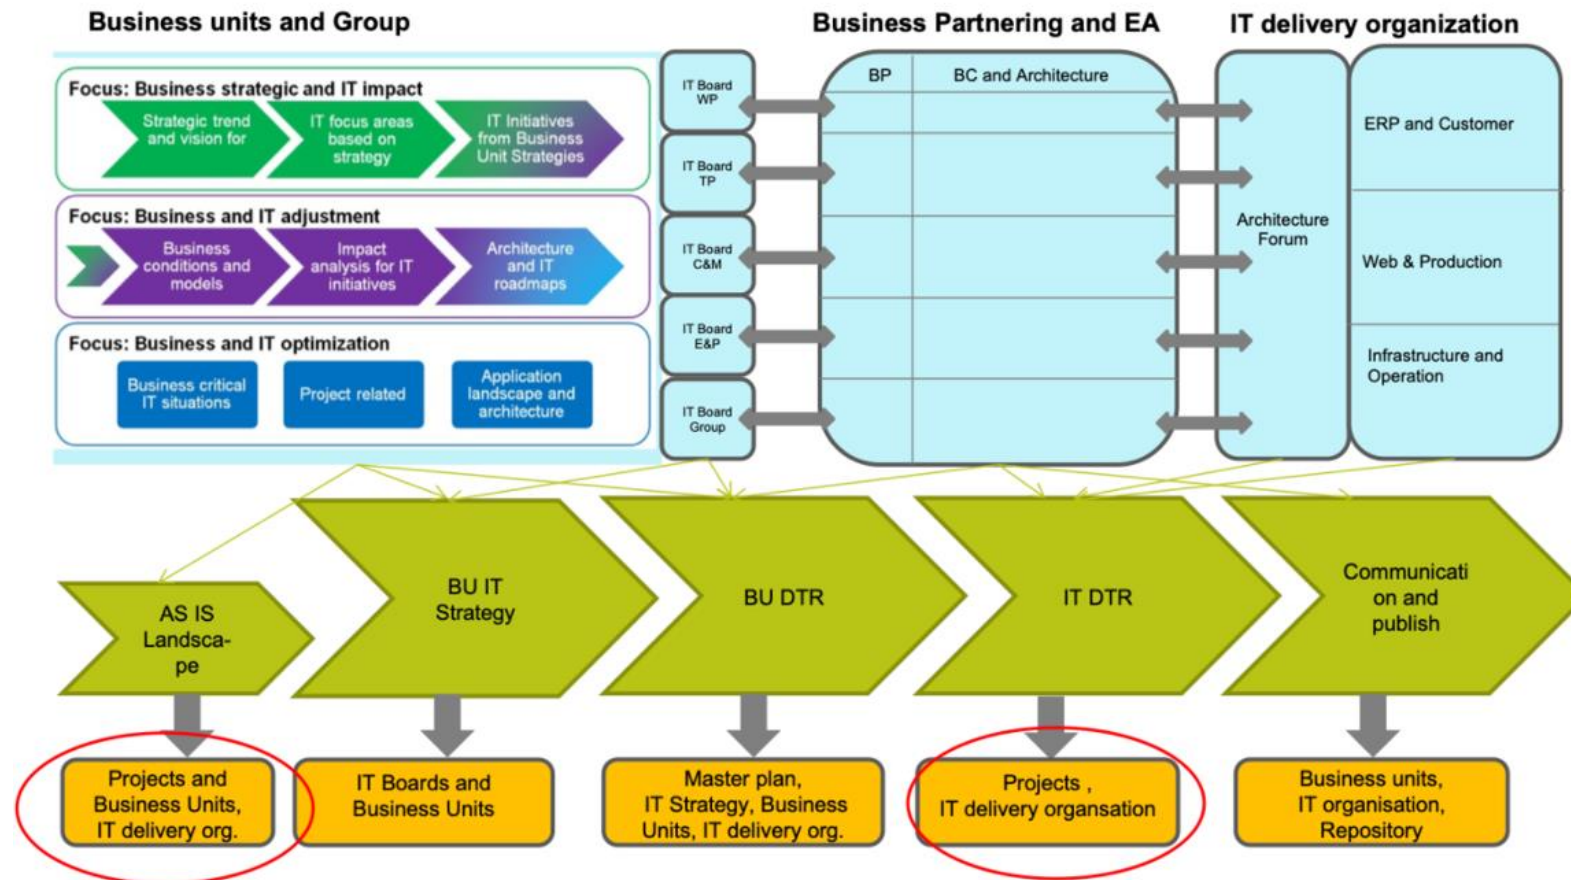 Business units and Group
Business Partnering and EA
IT delivery organization
Focus: Business strategic and IT impact
Strategic trend
and vision for
IT focus areas
based on
strategy
IT Initiatives
from Business
Unit Strategies
Focus: Business and IT adjustment
Business
conditions and
models
Impact
analysis for IT
initiatives
Architecture
and IT
roadmaps
Focus: Business and IT optimization
Business critical
IT situations
Project related
Application
landscape and
architecture
IT Board
WP
IT Board
TP
IT Board
C&M
IT Board
E&P
IT Board
Group
BP
BC and Architecture
Architecture
Forum
ERP and Customer
Web & Production
Infrastructure and
Operation
AS IS
Landsca-
pe
BU IT
Strategy
BU DTR
IT DTR
Communicati
on and
publish
Projects and
Business Units,
IT delivery org.
IT Boards and
Business Units
Master plan,
IT Strategy, Business
Units, IT delivery org.
Projects ,
IT delivery organsation
Business units,
IT organisation,
Repository